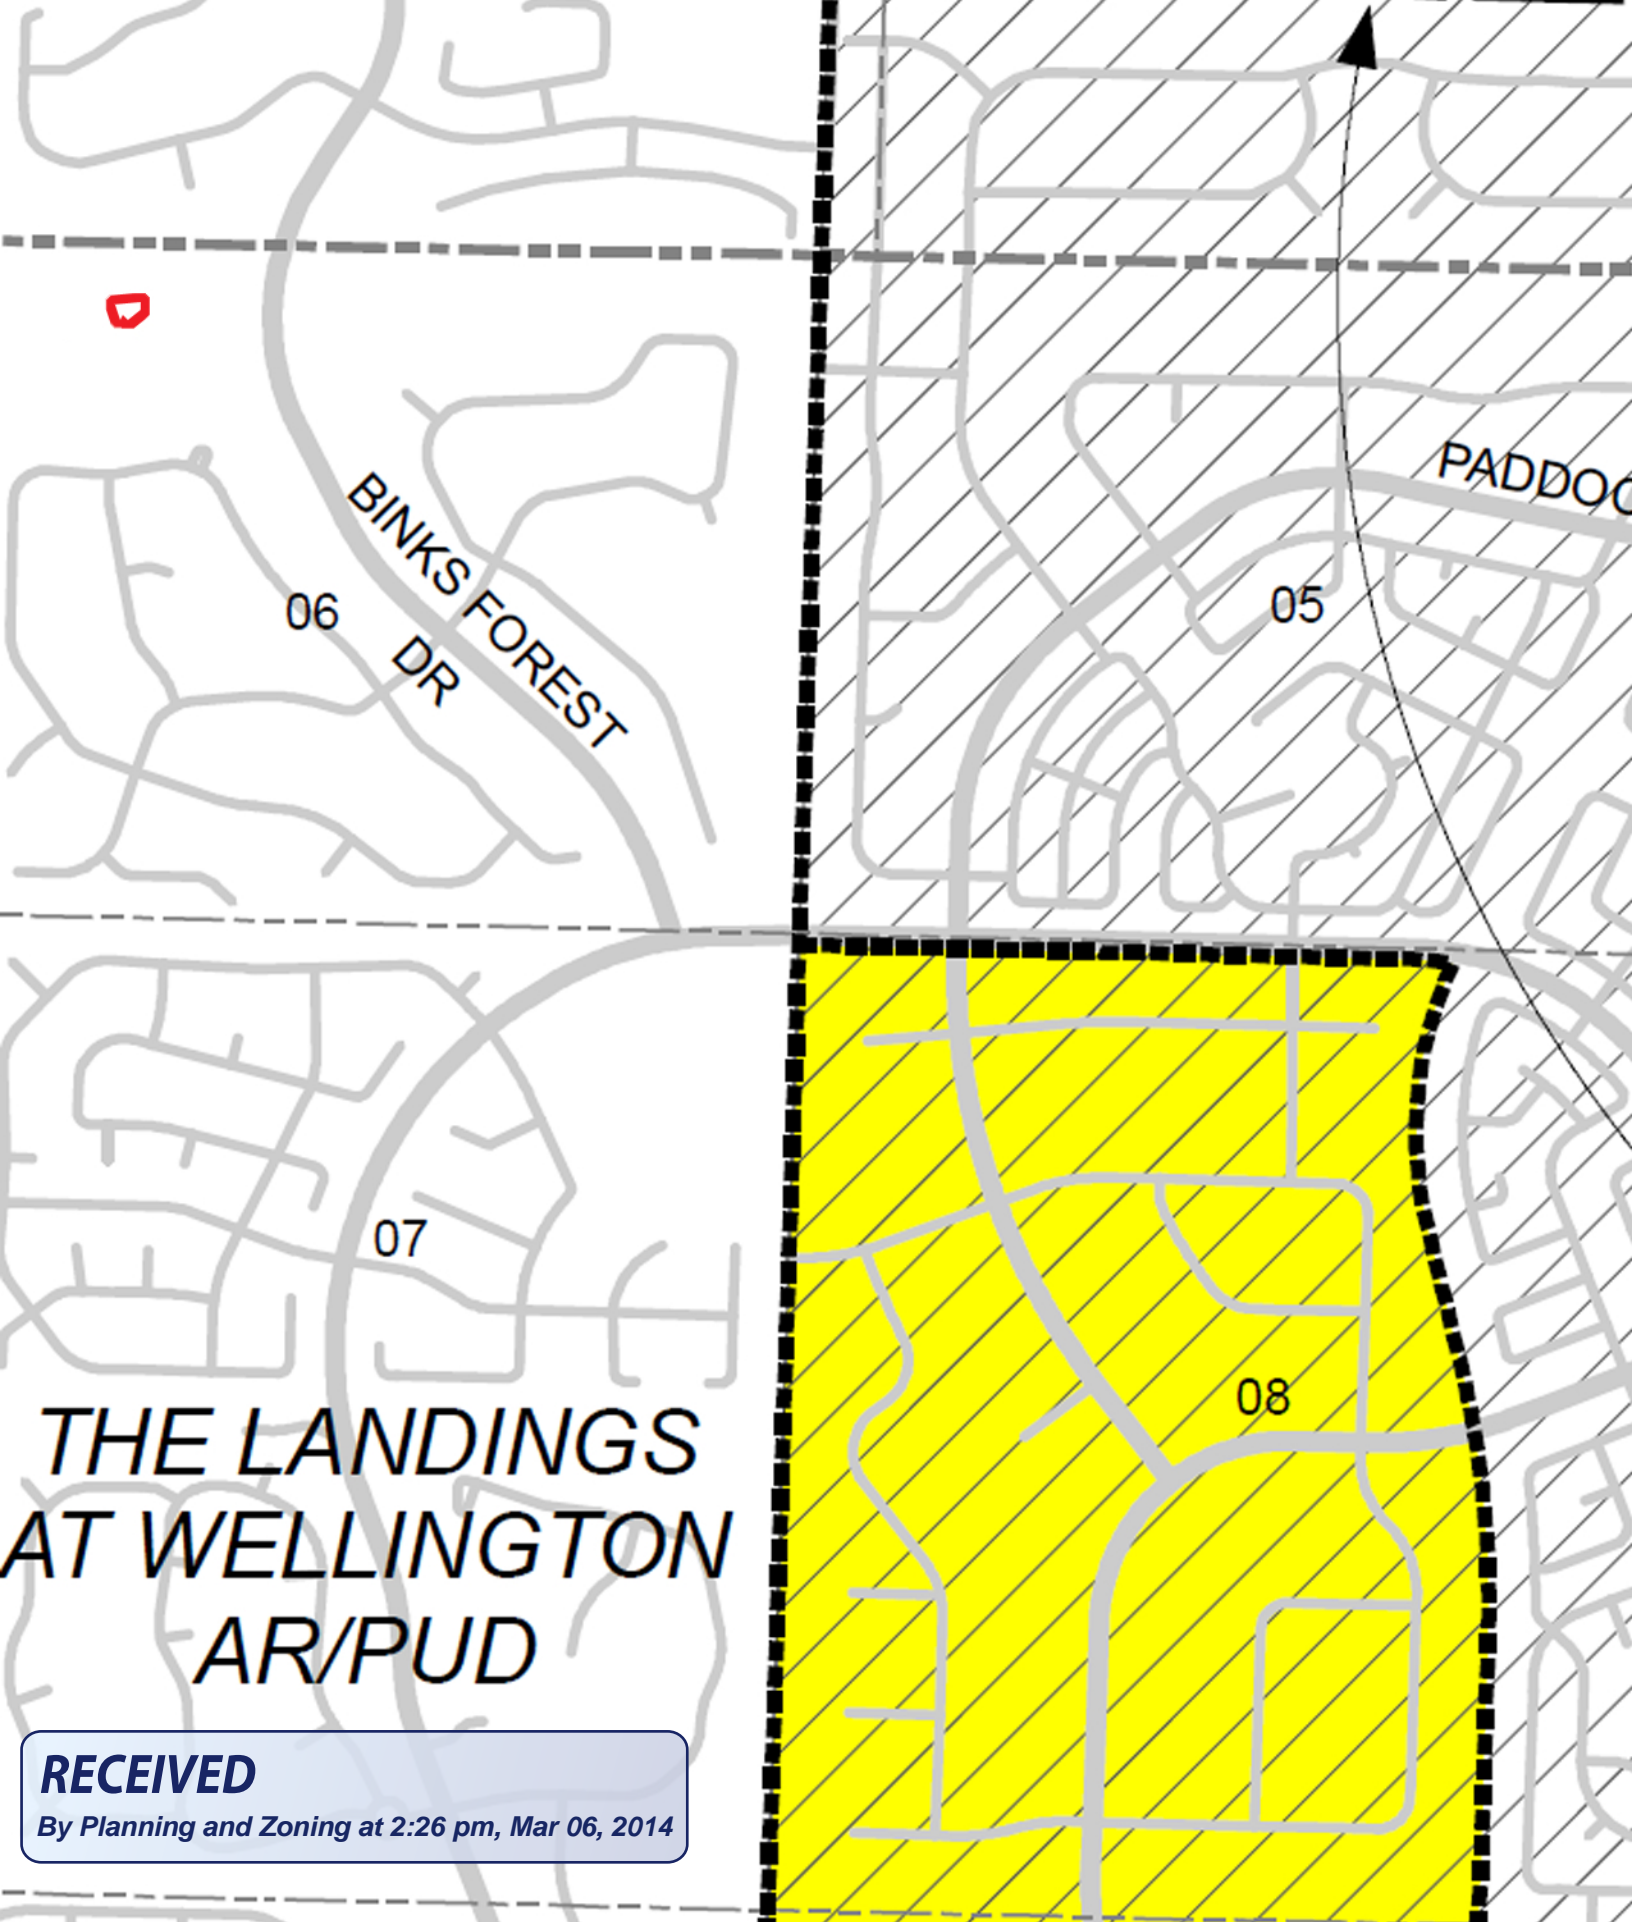 PADDOC
BINKS FOREST
DR
06
05
07
08
THE LANDINGS
AT WELLINGTON
AR/PUD
RECEIVED
By Planning and Zoning at 2:26 pm, Mar 06, 2014